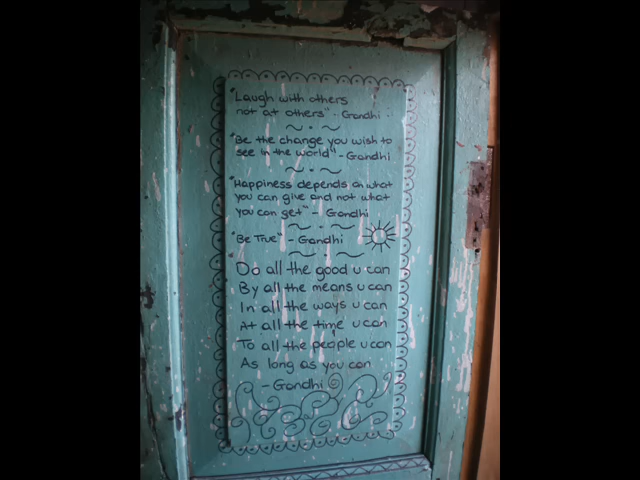 "Laugh with others
not at others" - Gandhi
"Be the change you wish to
see in the world" - Gandhi
"Happiness depends on what
you can give and not what
you can get" - Gandhi
"Be True" - Gandhi
"Do all the good u can
By all the means u can
In all the ways u can
At all the time u can
To all the people u can
As long as you can
- Gandhi